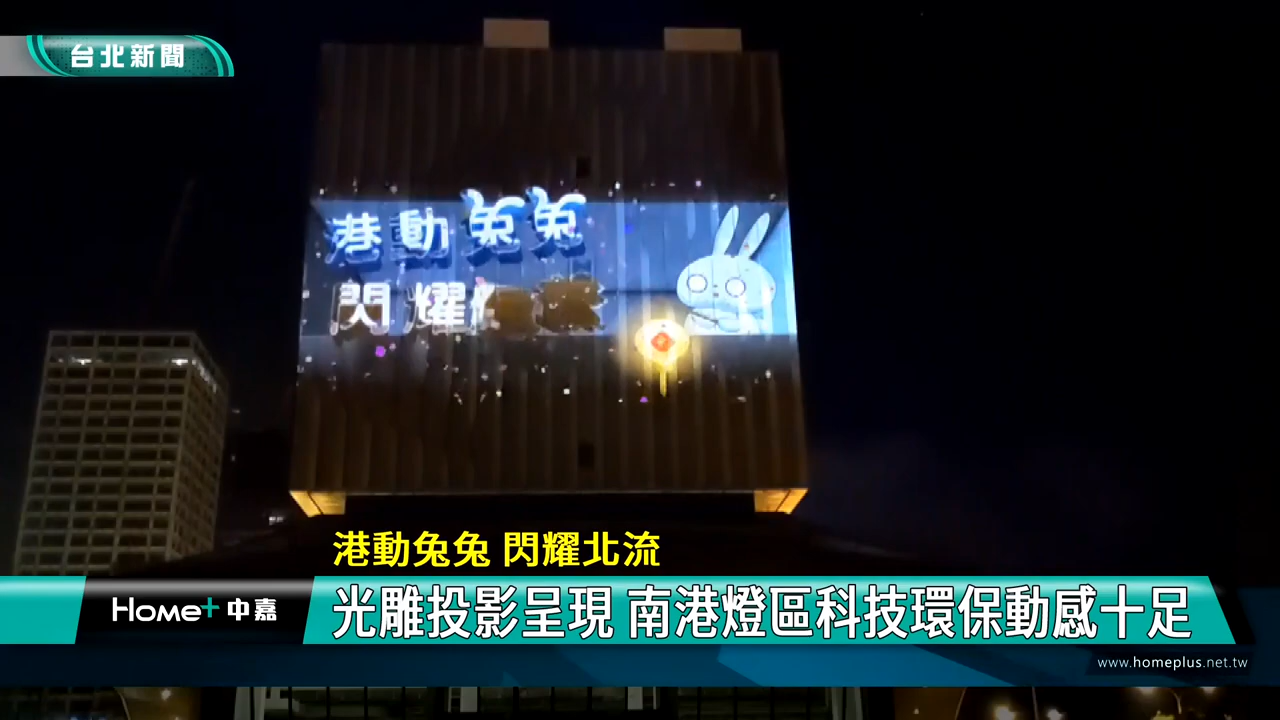 台北新聞
港動兔兔
閃耀
港動兔兔 閃耀北流
光雕投影呈現 南港燈區科技環保動感十足
Home+ 中嘉
www.homeplus.net.tw